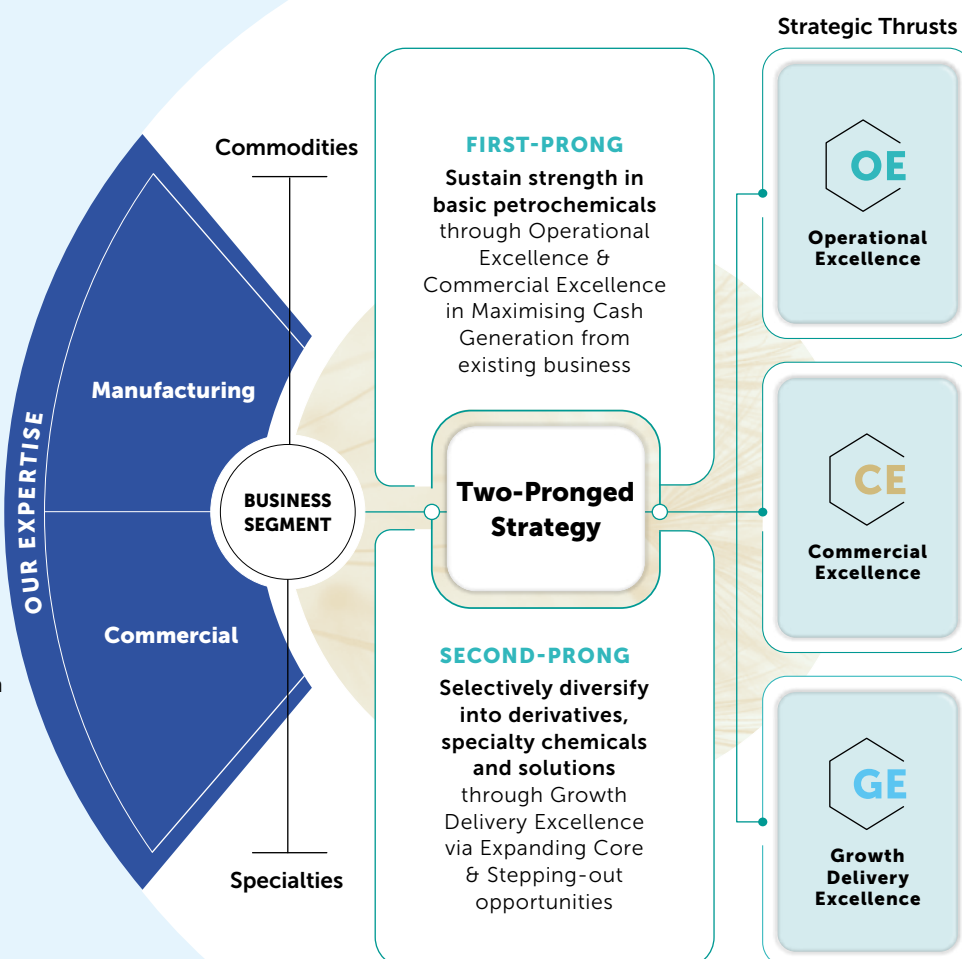 Strategic Thrusts
OUR EXPERTISE
Manufacturing
Commercial
Commodities
BUSINESS
SEGMENT
Specialties
FIRST-PRONG
Sustain strength in
basic petrochemicals
through Operational
Excellence &
Commercial Excellence
in Maximising Cash
Generation from
existing business
Two-Pronged
Strategy
SECOND-PRONG
Selectively diversify
into derivatives,
specialty chemicals
and solutions
through Growth
Delivery Excellence
via Expanding Core
& Stepping-out
opportunities
OE
Operational
Excellence
CE
Commercial
Excellence
GE
Growth
Delivery
Excellence